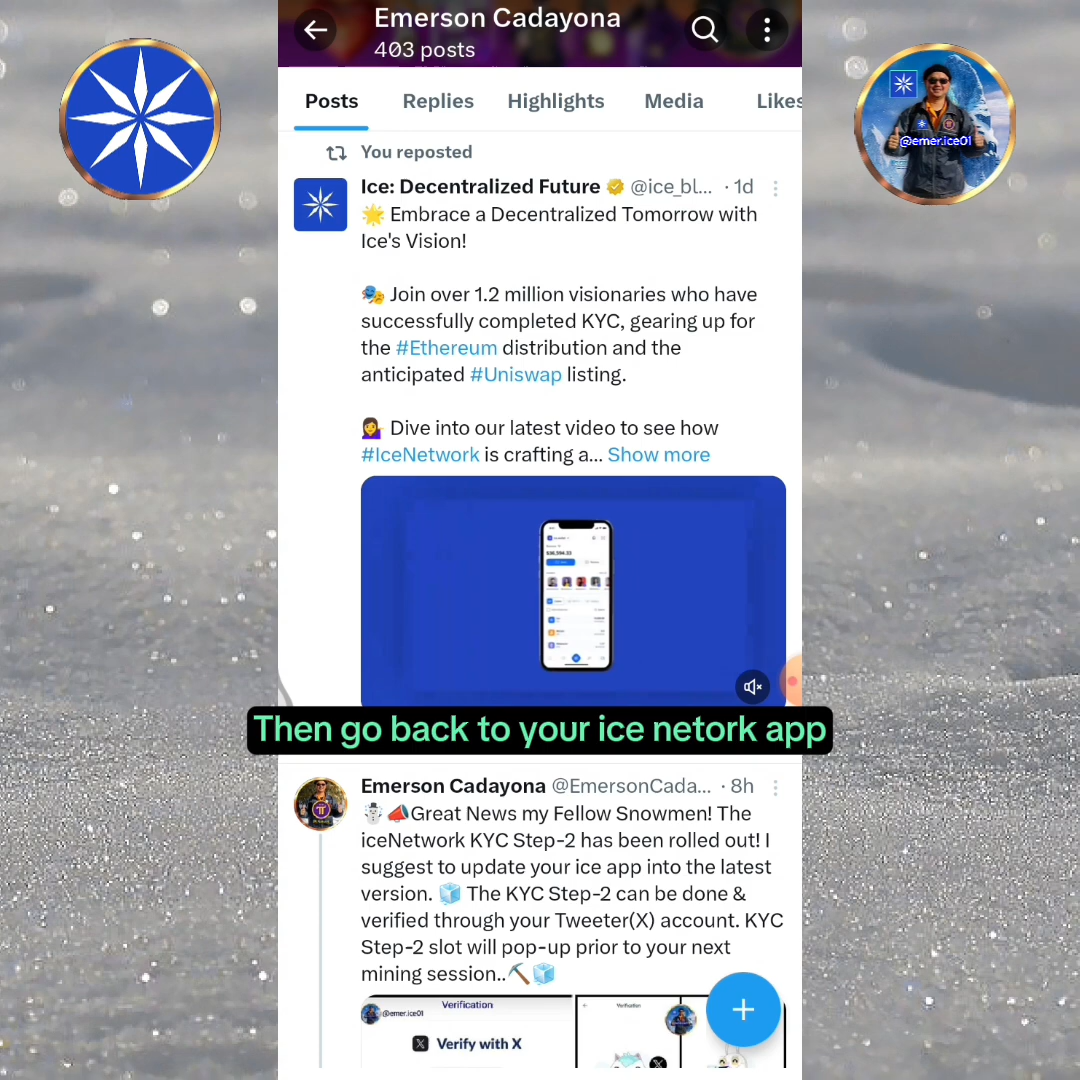 Emerson Cadayona
403 posts
Posts Replies Highlights Media Likes
You reposted
Ice: Decentralized Future @ice_bl... · 1d
🌟 Embrace a Decentralized Tomorrow with
Ice's Vision!
🎭 Join over 1.2 million visionaries who have
successfully completed KYC, gearing up for
the #Ethereum distribution and the
anticipated #Uniswap listing.
💁‍♀️ Dive into our latest video to see how
#IceNetwork is crafting a... Show more
Then go back to your ice netork app
Emerson Cadayona @EmersonCada... · 8h
☃️📣Great News my Fellow Snowmen! The
iceNetwork KYC Step-2 has been rolled out! I
suggest to update your ice app into the latest
version. 🧊 The KYC Step-2 can be done &
verified through your Tweeter(X) account. KYC
Step-2 slot will pop-up prior to your next
mining session..⛏️🧊
Verification
@emer.ice01
Verify with X
Verification
@emer.ice01